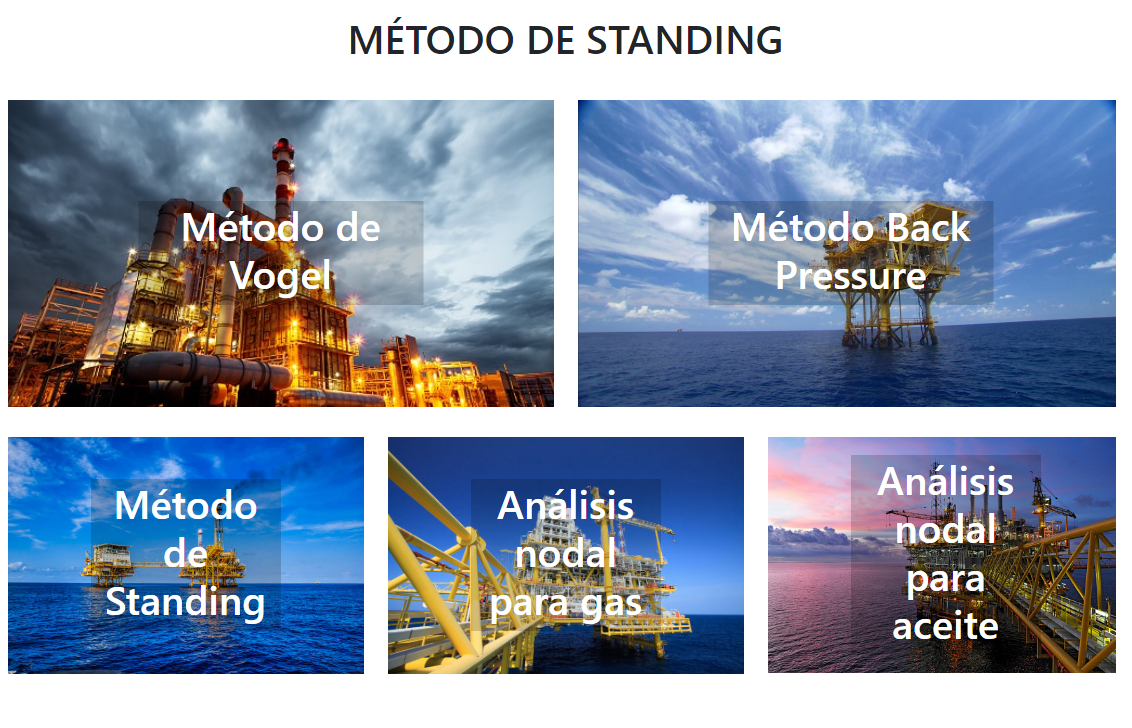 MÉTODO DE STANDING
Método de
Vogel
Método Back
Pressure
Método
de
Standing
Análisis
nodal
para gas
Análisis
nodal
para
aceite